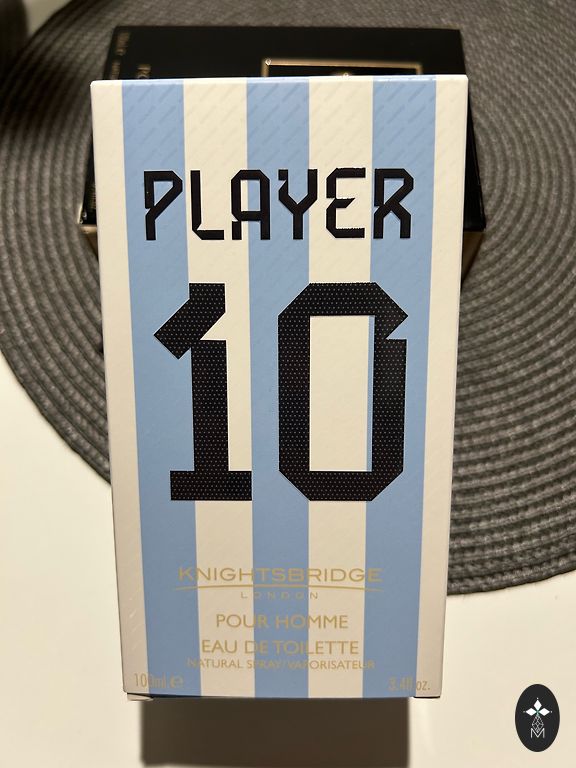 PLAYER
10
KNIGHTSBRIDGE
LONDON
POUR HOMME
EAU DE TOILETTE
NATURAL SPRAY/VAPORISATEUR
100ml e 3.4fl oz.